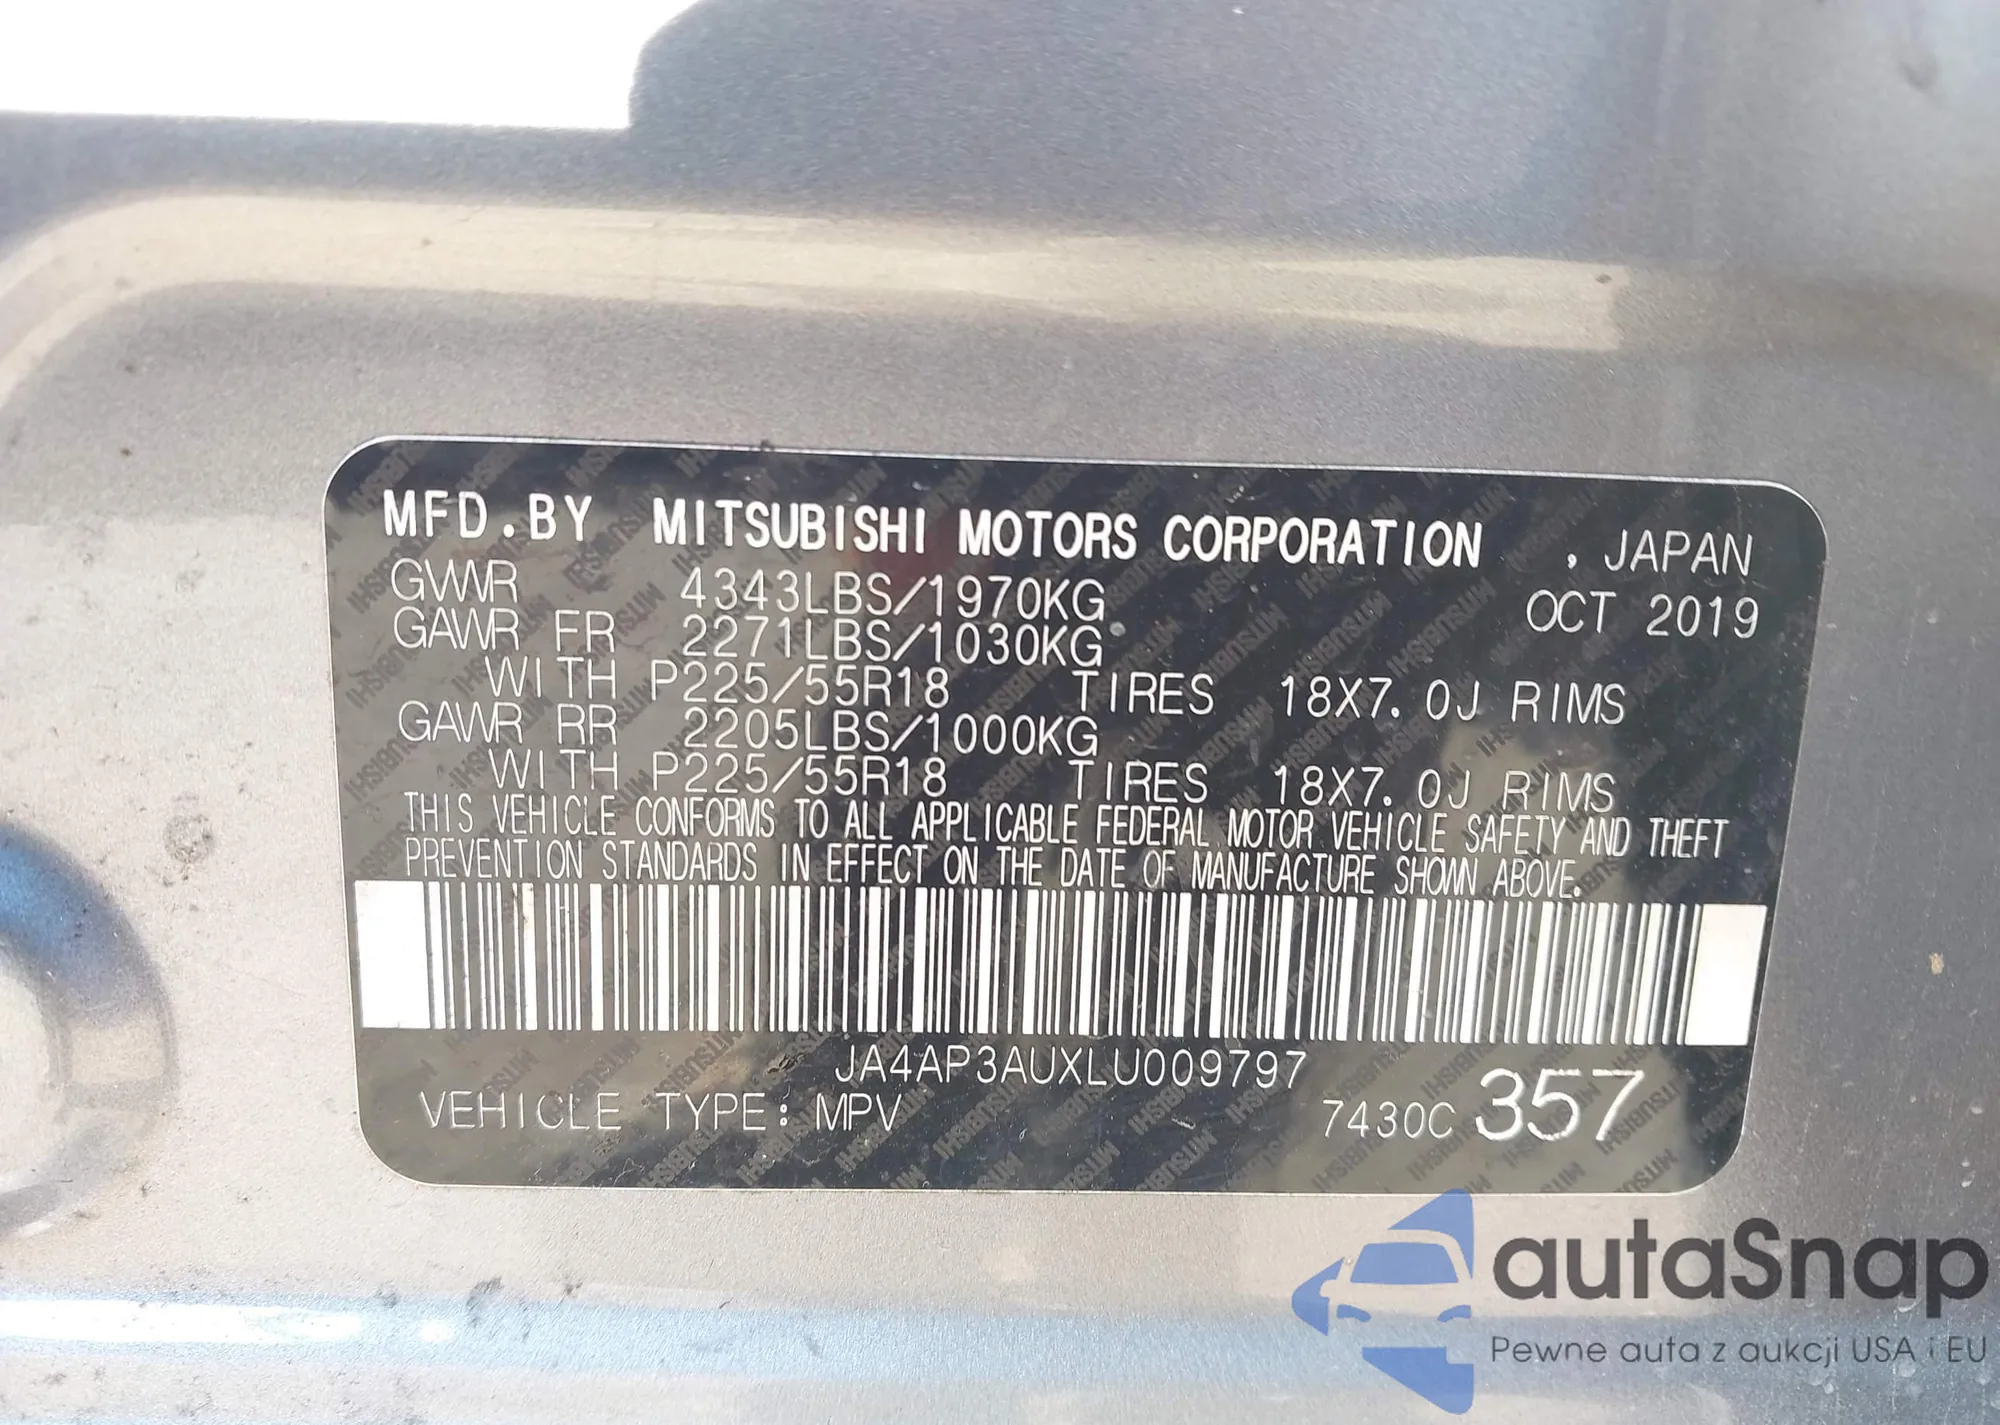 MFD.BY MITSUBISHI MOTORS CORPORATION , JAPAN
GVWR 4343LBS/1970KG OCT 2019
GAWR FR 2271LBS/1030KG
WITH P225/55R18 TIRES 18X7.0J RIMS
GAWR RR 2205LBS/1000KG
WITH P225/55R18 TIRES 18X7.0J RIMS
THIS VEHICLE CONFORMS TO ALL APPLICABLE FEDERAL MOTOR VEHICLE SAFETY AND THEFT
PREVENTION STANDARDS IN EFFECT ON THE DATE OF MANUFACTURE SHOWN ABOVE.
JA4AP3AUXLU009797
VEHICLE TYPE: MPV 7430C 357
autaSnap
Pewne auta z aukcji USA i EU